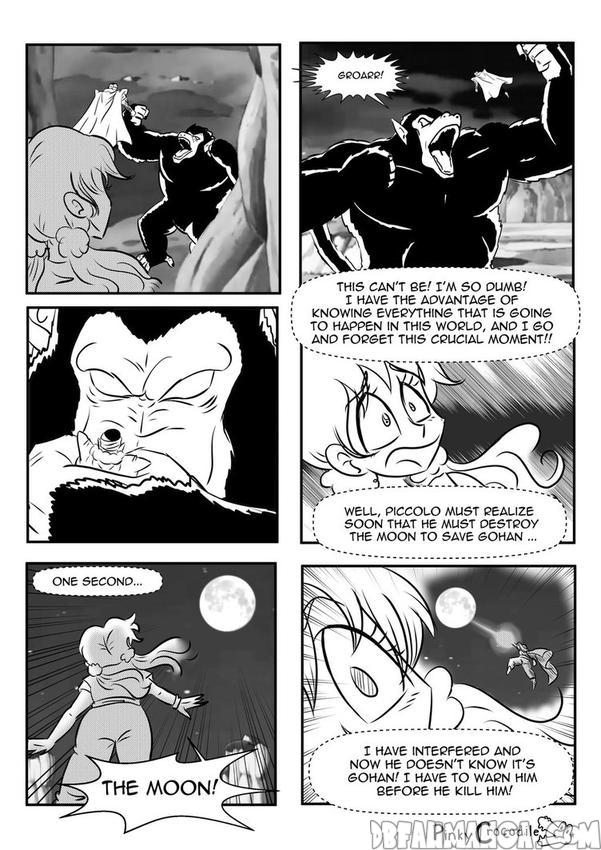 GROARR!
THIS CAN'T BE! I'M SO DUMB!
I HAVE THE ADVANTAGE OF
KNOWING EVERYTHING THAT IS GOING
TO HAPPEN IN THIS WORLD, AND I GO
AND FORGET THIS CRUCIAL MOMENT!!
WELL, PICCOLO MUST REALIZE
SOON THAT HE MUST DESTROY
THE MOON TO SAVE GOHAN ...
ONE SECOND...
THE MOON!
I HAVE INTERFERED AND
NOW HE DOESN'T KNOW IT'S
GOHAN! I HAVE TO WARN HIM
BEFORE HE KILL HIM!
Pinky Crocodile